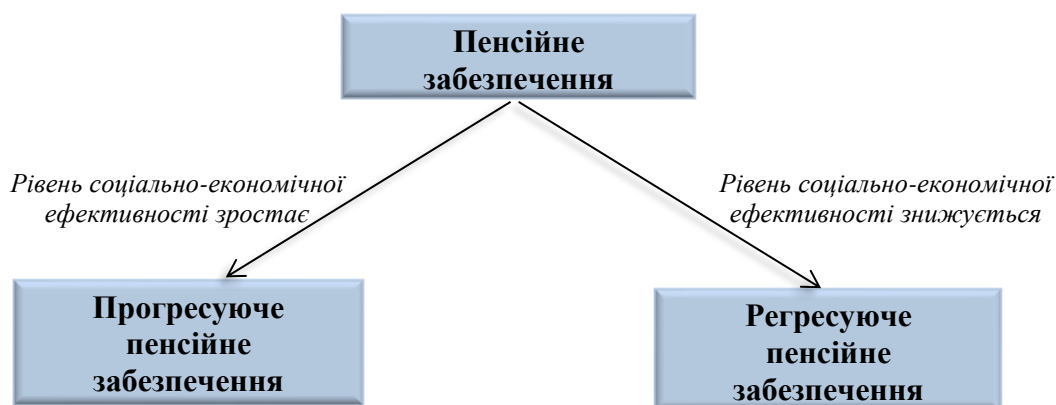 Пенсійне
забезпечення
Рівень соціально-економічної
ефективності зростає
Рівень соціально-економічної
ефективності знижується
Прогресуюче
пенсійне
забезпечення
Регресуюче
пенсійне
забезпечення